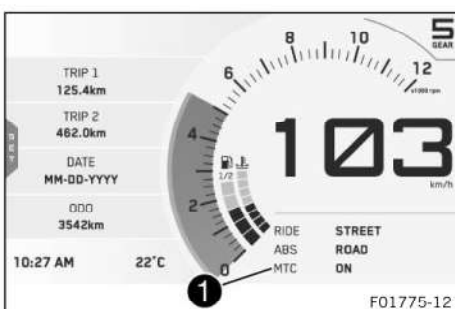 TRIP 1
125.4km
TRIP 2
462.0km
DATE
MM-DD-YYYY
ODO
3542km
10:27 AM 22°C
SET
0
2
4
6
8
10
12
x1000 rpm
1/2
5
GEAR
103
km/h
RIDE STREET
ABS ROAD
MTC ON
1
F01775-12